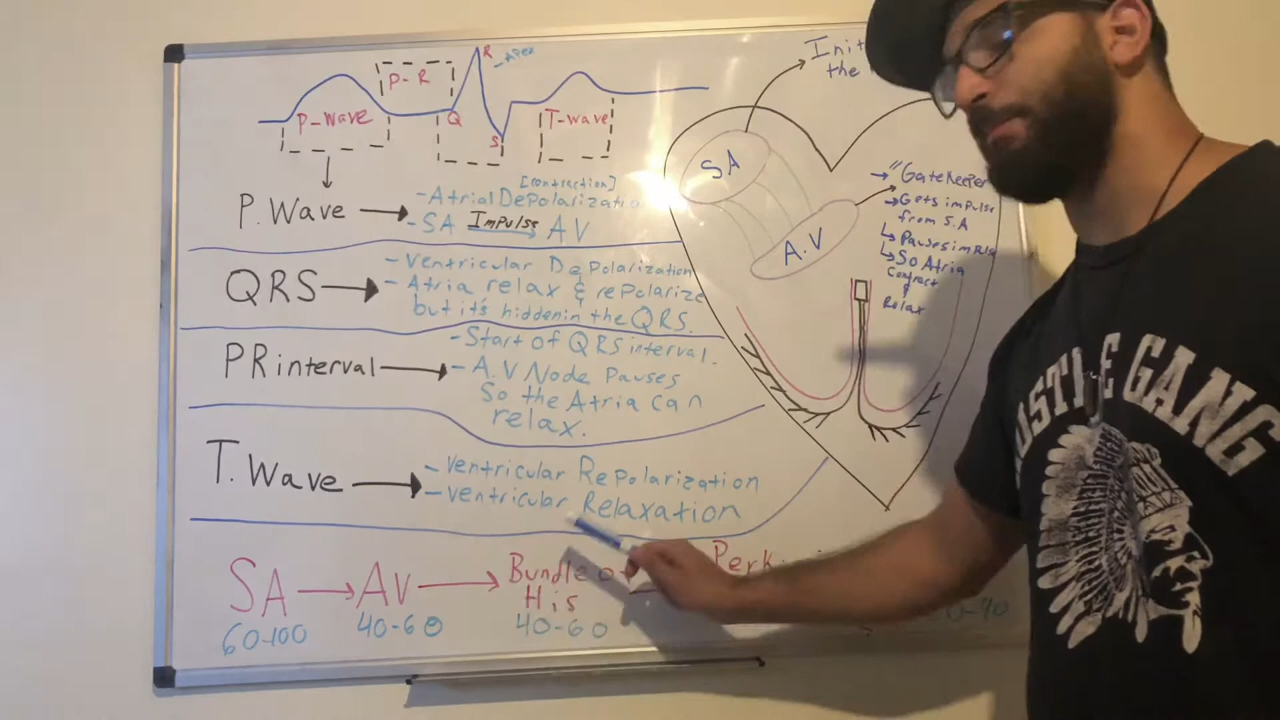 P-R
R
-APEX
P-wave
Q
S
T-wave
Init
the
SA
A.V
"GateKeeper
Gets impulse
from S.A
Pauses impulse
So Atria
Contract
Relax
P.Wave
[contraction]
-Atrial DePolarization
-SA Impulse AV
QRS
-Ventricular DePolarization
-Atria relax & rePolarize
but it's hidden in the QRS.
PR interval
-Start of QRS interval.
-A.V Node Pauses
So the Atria can
relax.
T.Wave
-Ventricular RePolarization
-Ventricular Relaxation
SA
AV
Bundle of
His
Perk
60-100
40-60
40-60
HUSTLE GANG